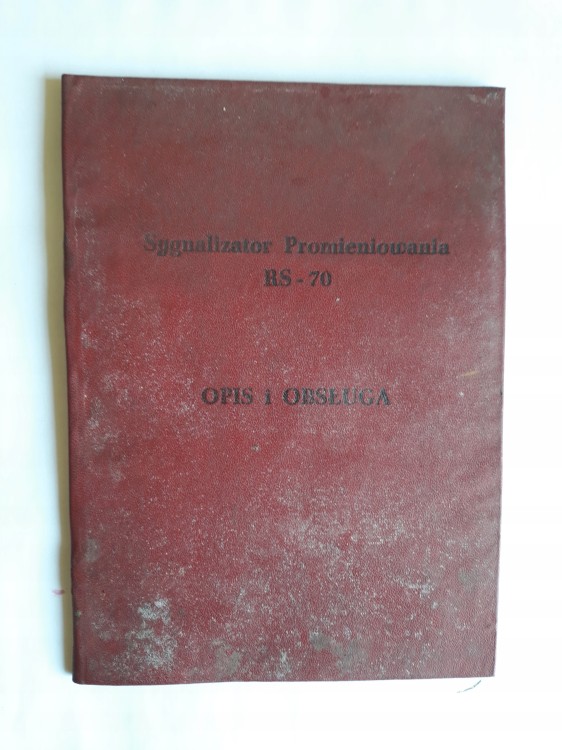 Sygnalizator Promieniowania
RS - 70
OPIS i OBSŁUGA